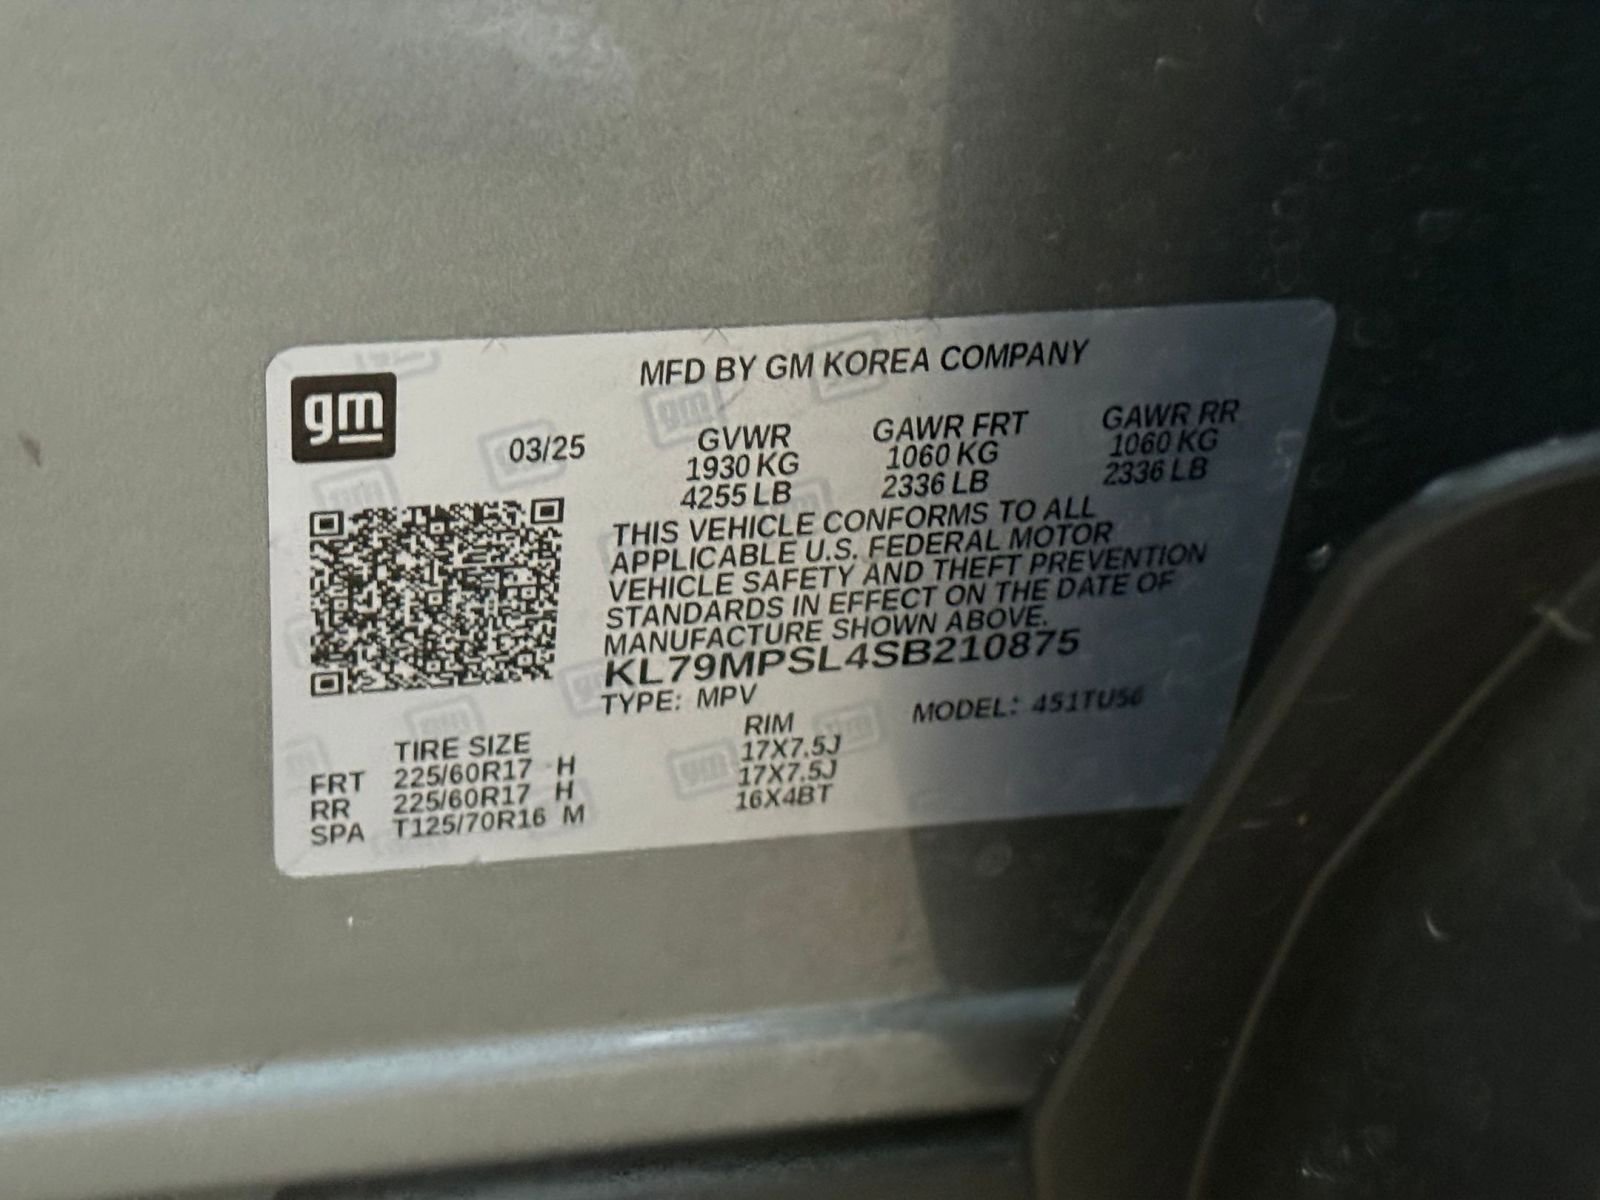 gm
MFD BY GM KOREA COMPANY
03/25
GVWR GAWR FRT GAWR RR
1930 KG 1060 KG 1060 KG
4255 LB 2336 LB 2336 LB
THIS VEHICLE CONFORMS TO ALL
APPLICABLE U.S. FEDERAL MOTOR
VEHICLE SAFETY AND THEFT PREVENTION
STANDARDS IN EFFECT ON THE DATE OF
MANUFACTURE SHOWN ABOVE.
KL79MPSL4SB210875
TYPE: MPV MODEL: 451TU56
TIRE SIZE RIM
FRT 225/60R17 H 17X7.5J
RR 225/60R17 H 17X7.5J
SPA T125/70R16 M 16X4BT